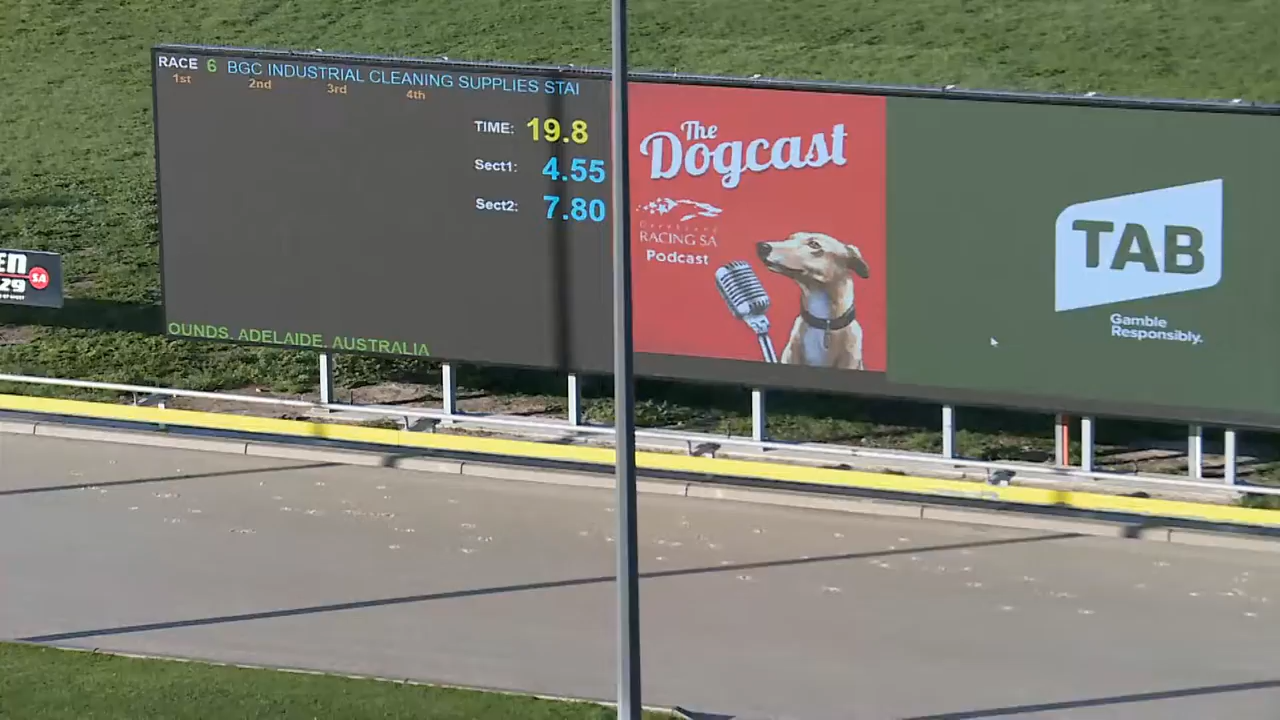 RACE 6 BGC INDUSTRIAL CLEANING SUPPLIES STAI
1st 2nd 3rd 4th
TIME: 19.8
Sect1: 4.55
Sect2: 7.80
OUNDS, ADELAIDE, AUSTRALIA
The
Dogcast
RACING SA
Podcast
TAB
Gamble
Responsibly.
EN
29
SA